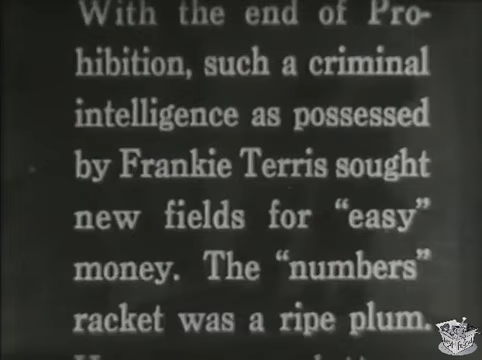 With the end of Pro-
hibition, such a criminal
intelligence as possessed
by Frankie Terris sought
new fields for "easy"
money. The "numbers"
racket was a ripe plum.